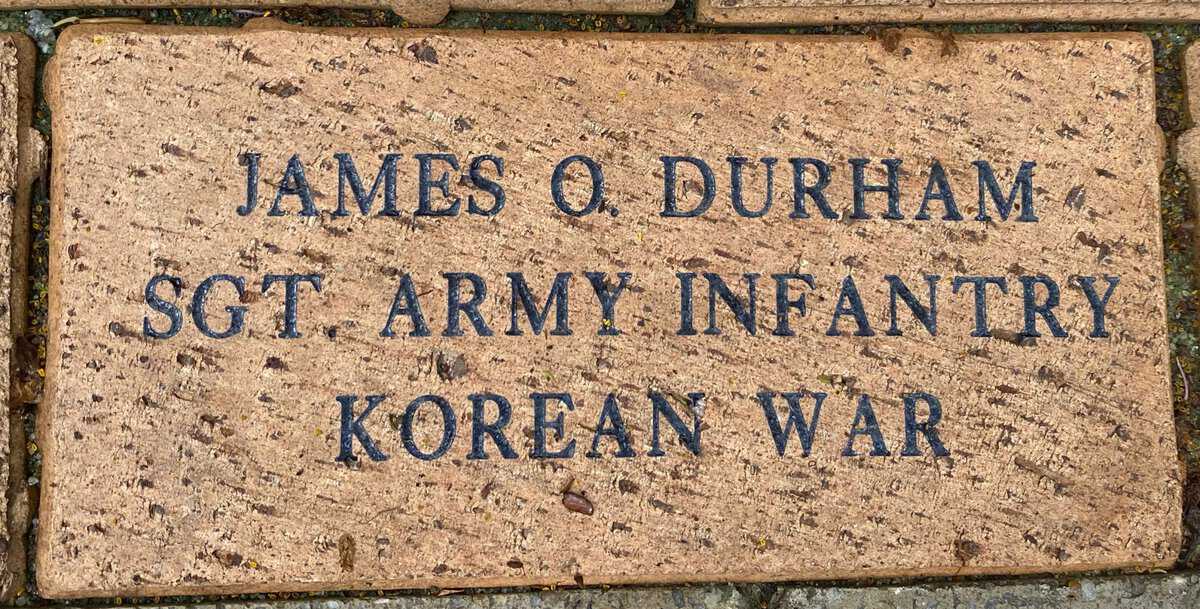 JAMES O. DURHAM
SGT ARMY INFANTRY
KOREAN WAR